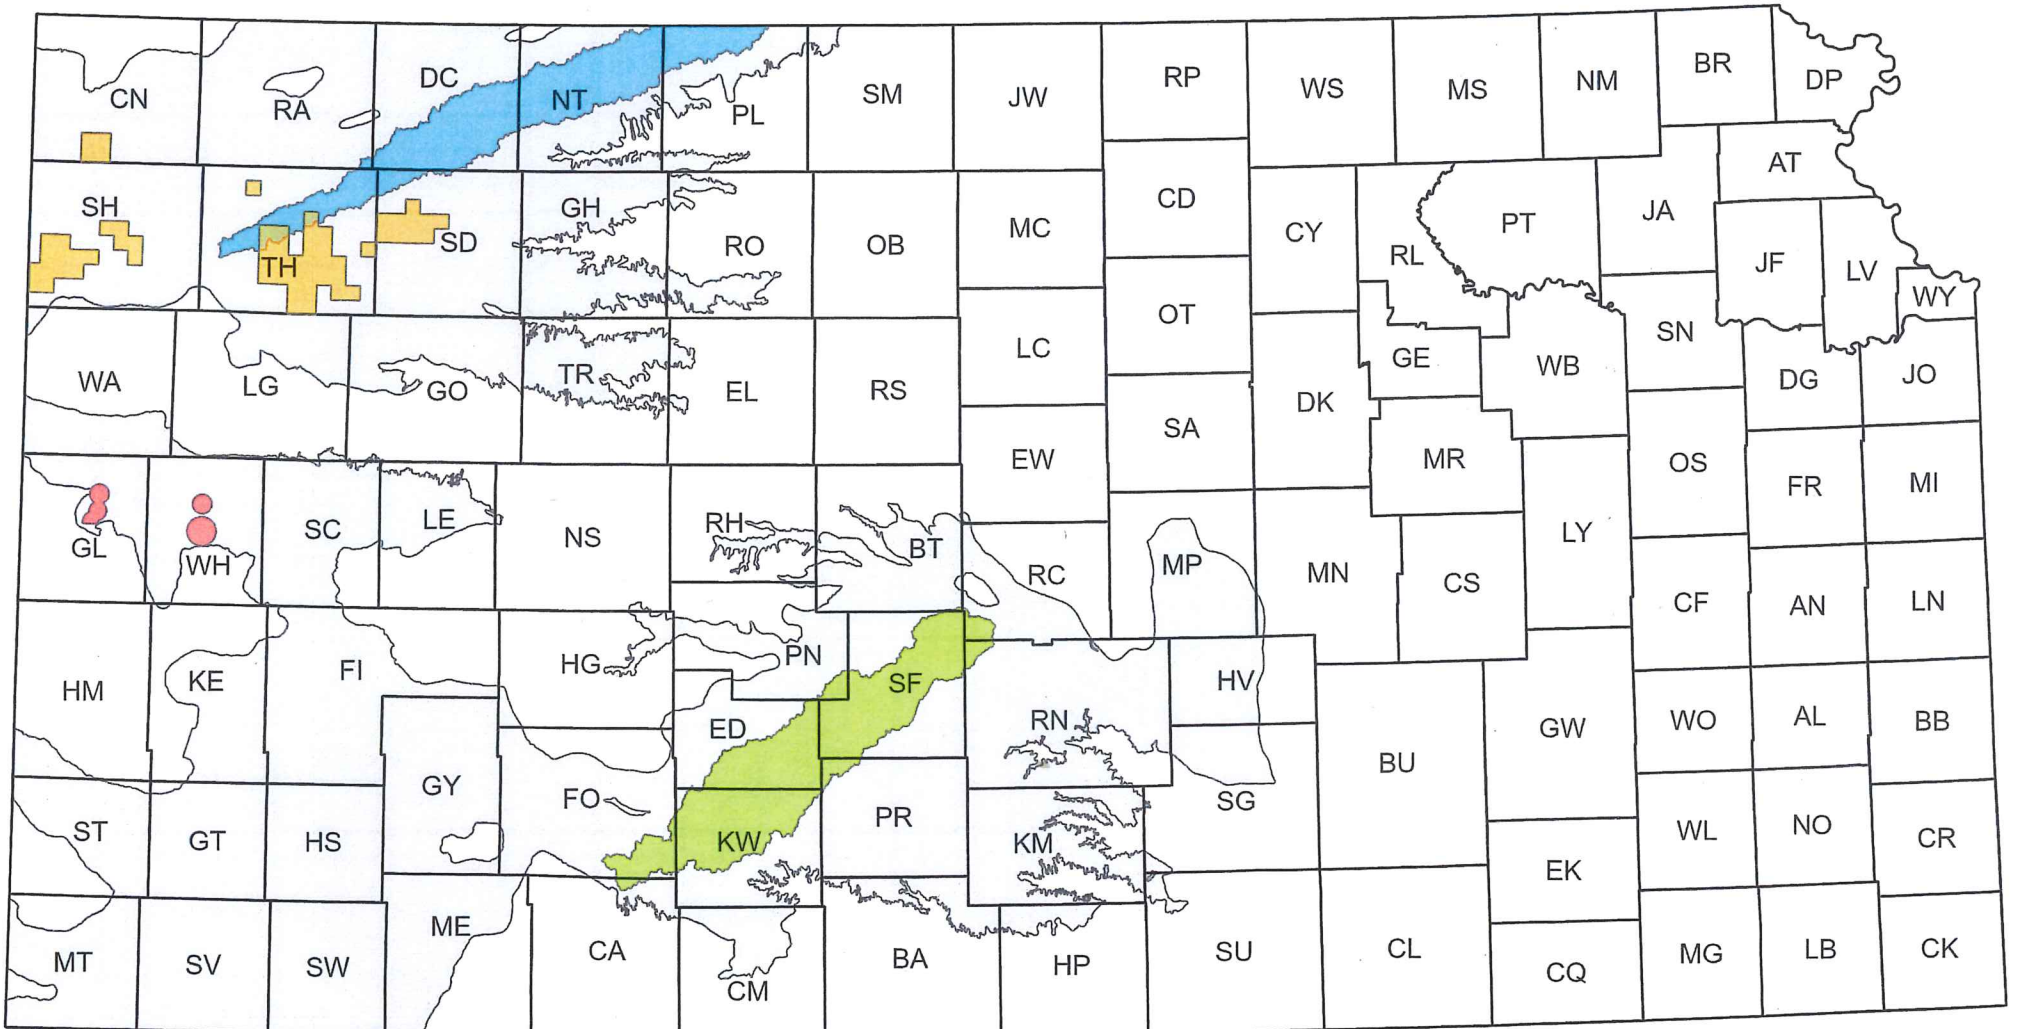 CN RA DC NT PL SM JW RP WS MS NM BR DP
SH TH SD GH RO OB MC CD CY RL PT JA AT JF LV WY
WA LG GO TR EL RS LC OT DK GE WB SN DG JO
GL WH SC LE NS RH BT EW SA MR OS FR MI
RC MP MN CS LY CF AN LN
HM KE FI HG PN SF HV
GY ED RN BU GW WO AL BB
ST GT HS FO KW PR KM SG EK WL NO CR
MT SV SW ME CA CM BA HP SU CL CQ MG LB CK